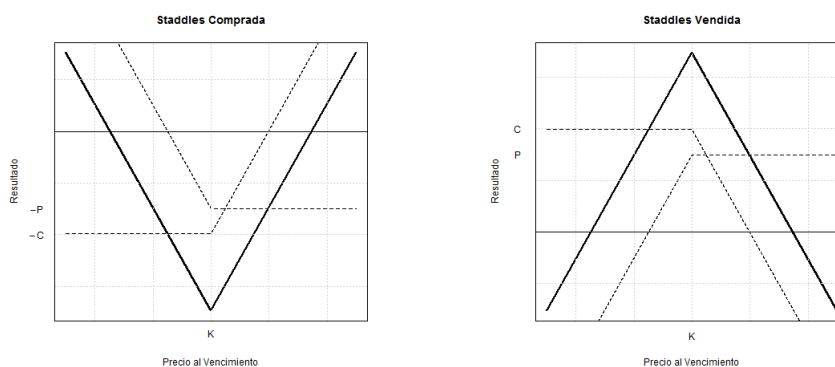 Staddles Comprada
Resultado
−P
−C
K
Precio al Vencimiento
Staddles Vendida
Resultado
C
P
K
Precio al Vencimiento